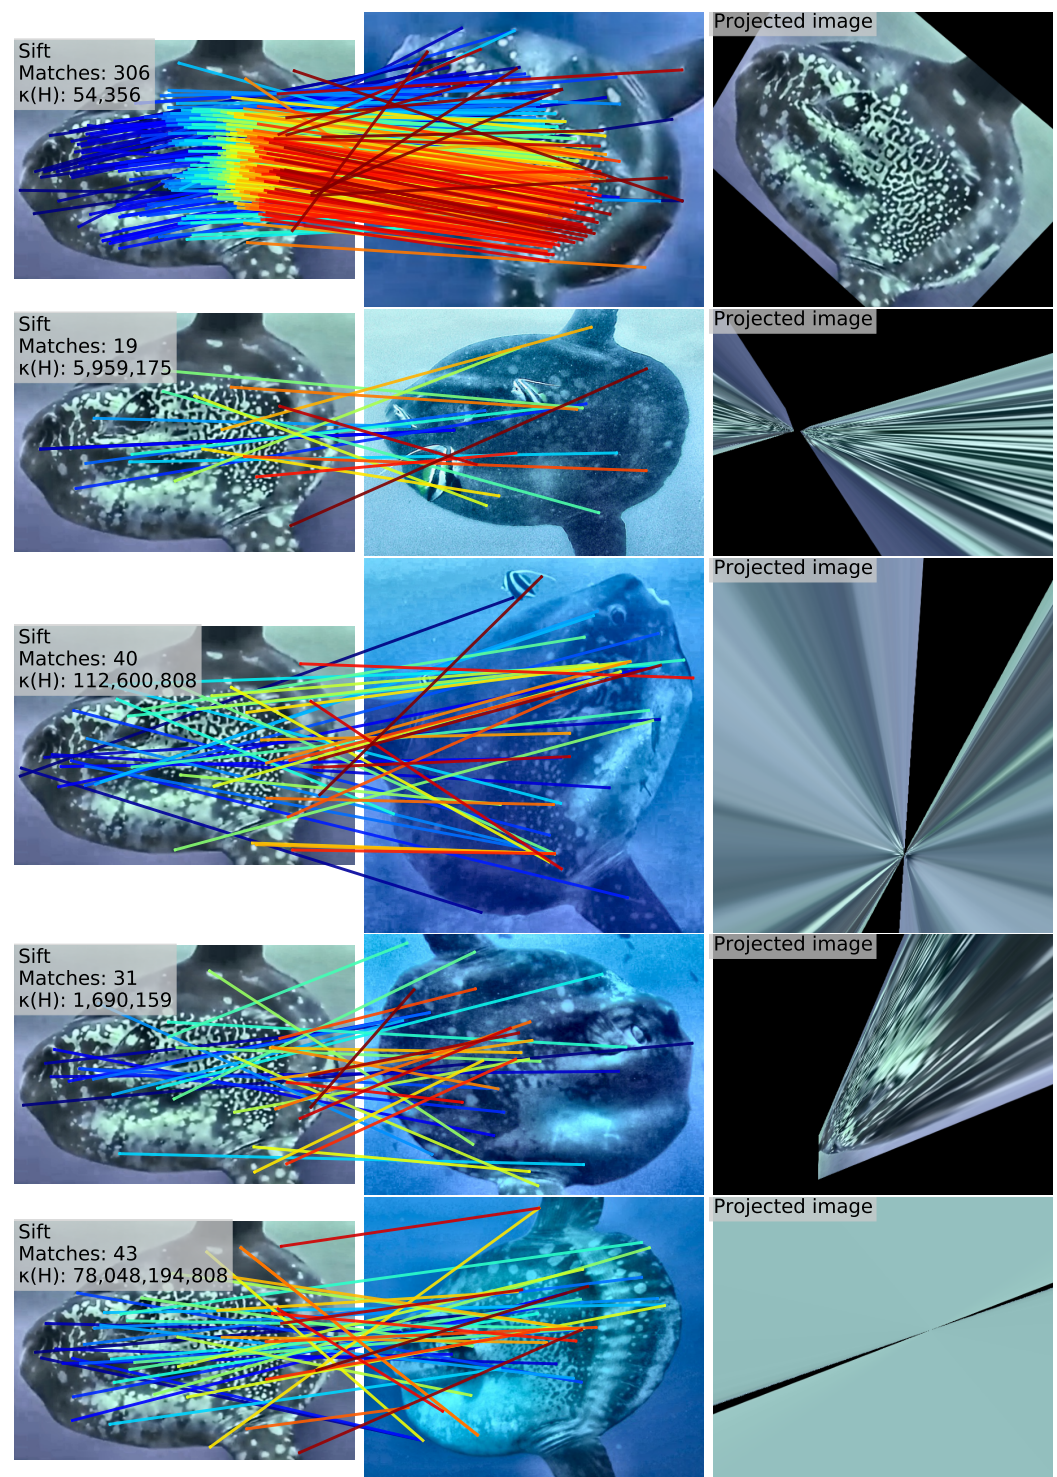 Sift
Matches: 306
κ(H): 54,356
Projected image
Sift
Matches: 19
κ(H): 5,959,175
Projected image
Sift
Matches: 40
κ(H): 112,600,808
Projected image
Sift
Matches: 31
κ(H): 1,690,159
Projected image
Sift
Matches: 43
κ(H): 78,048,194,808
Projected image